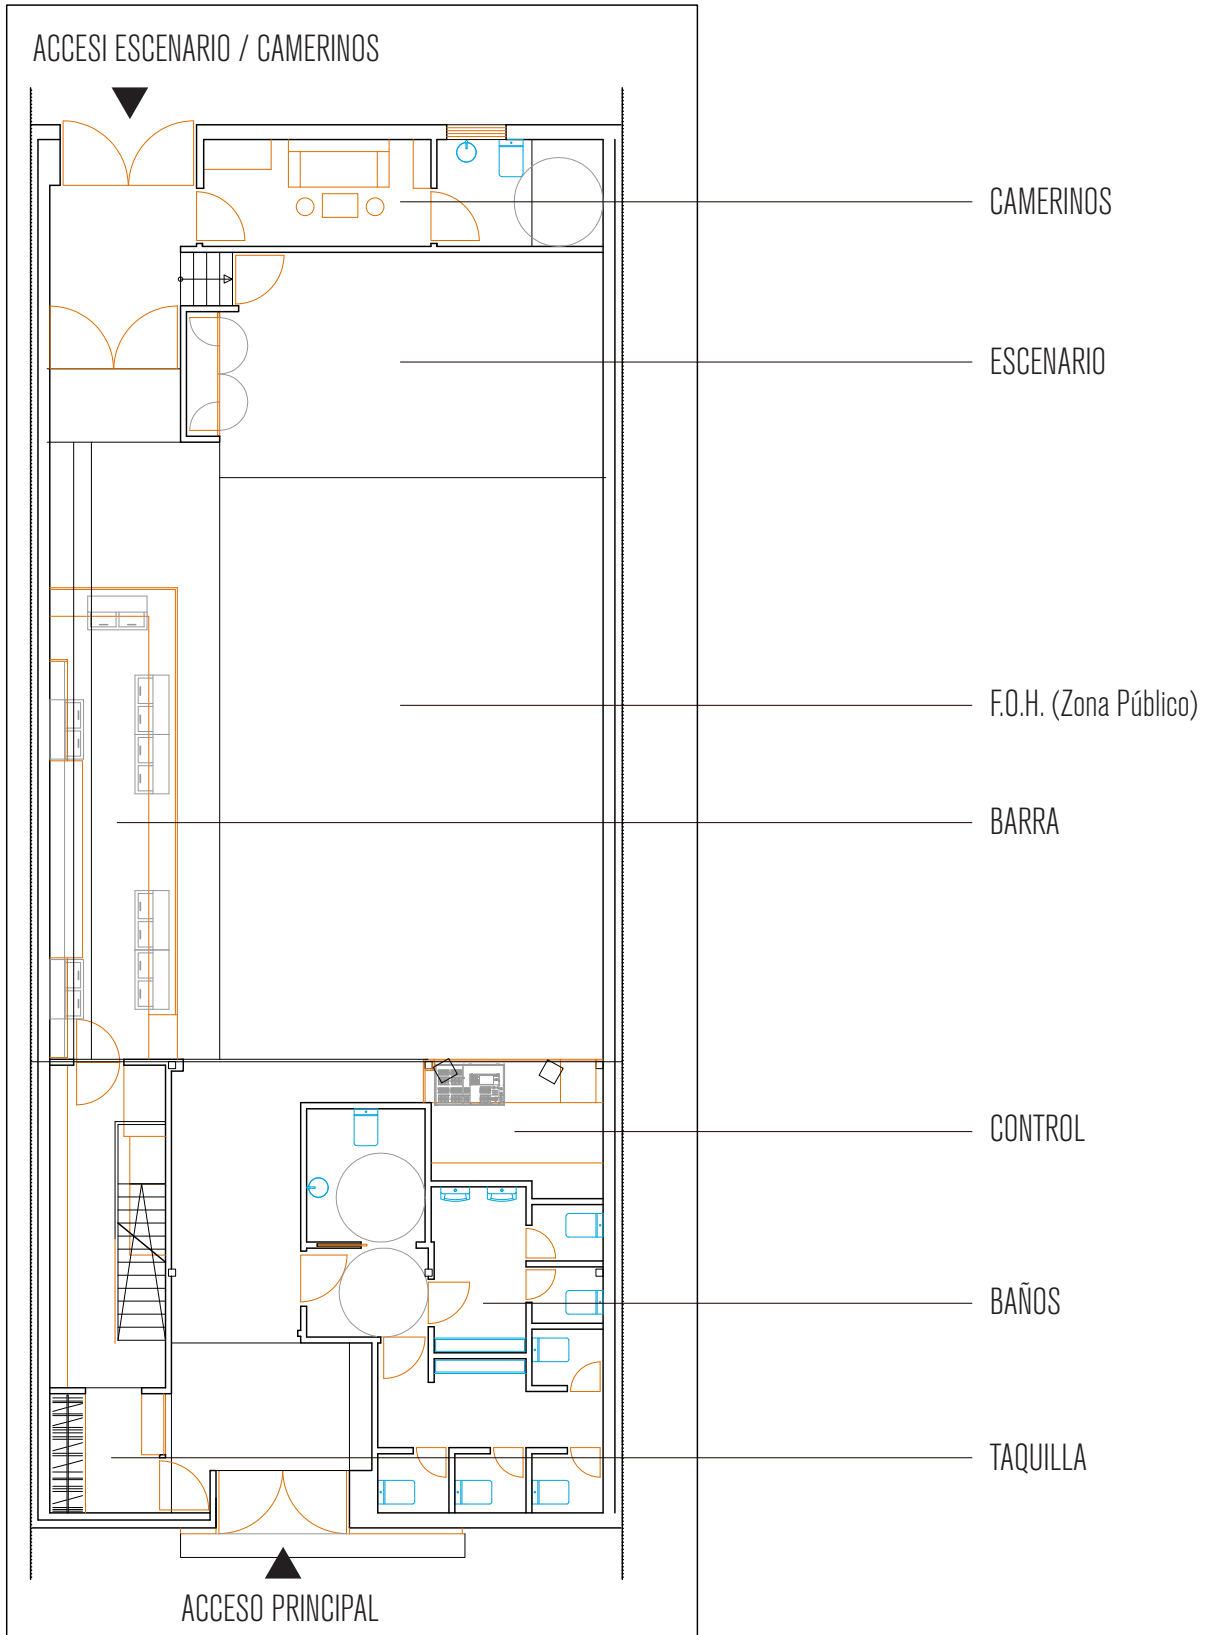 ACCESI ESCENARIO / CAMERINOS
CAMERINOS
ESCENARIO
F.O.H. (Zona Público)
BARRA
CONTROL
BAÑOS
TAQUILLA
ACCESO PRINCIPAL